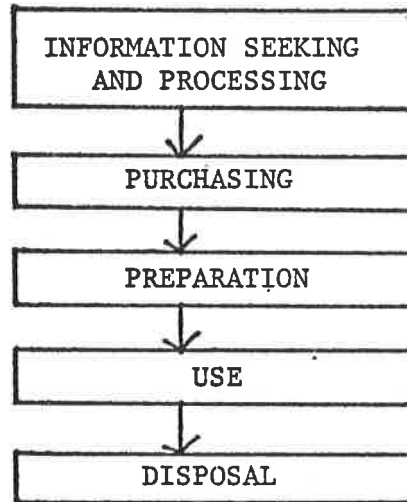 INFORMATION SEEKING
AND PROCESSING
PURCHASING
PREPARATION
USE
DISPOSAL